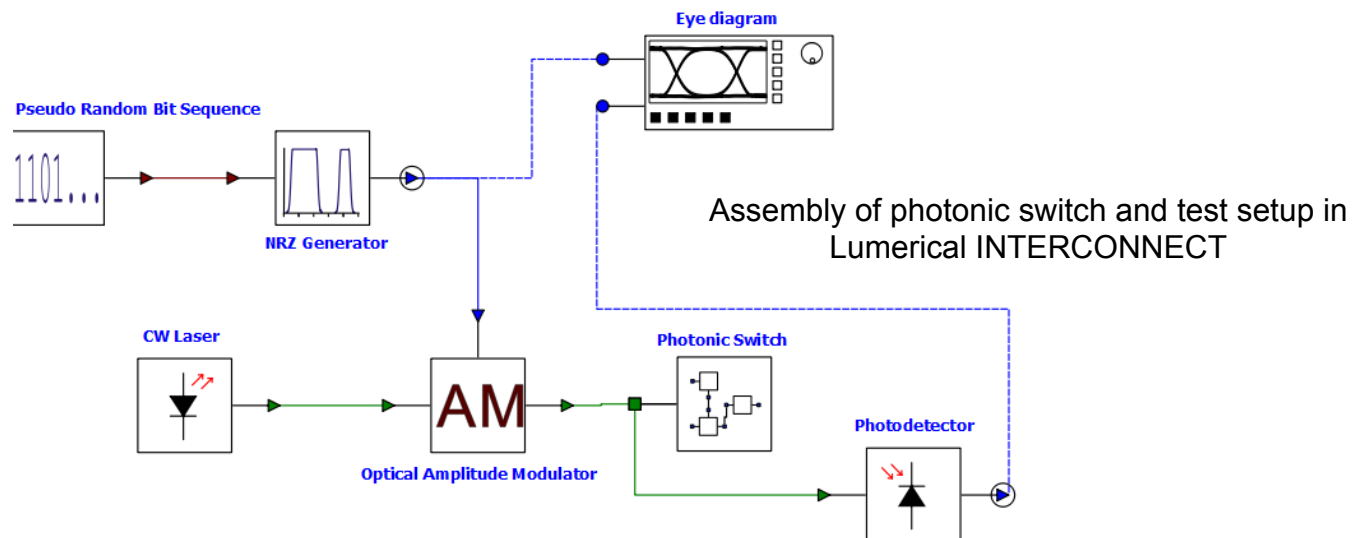 Eye diagram
Pseudo Random Bit Sequence
1101...
NRZ Generator
Assembly of photonic switch and test setup in
Lumerical INTERCONNECT
CW Laser
Photonic Switch
AM
Optical Amplitude Modulator
Photodetector